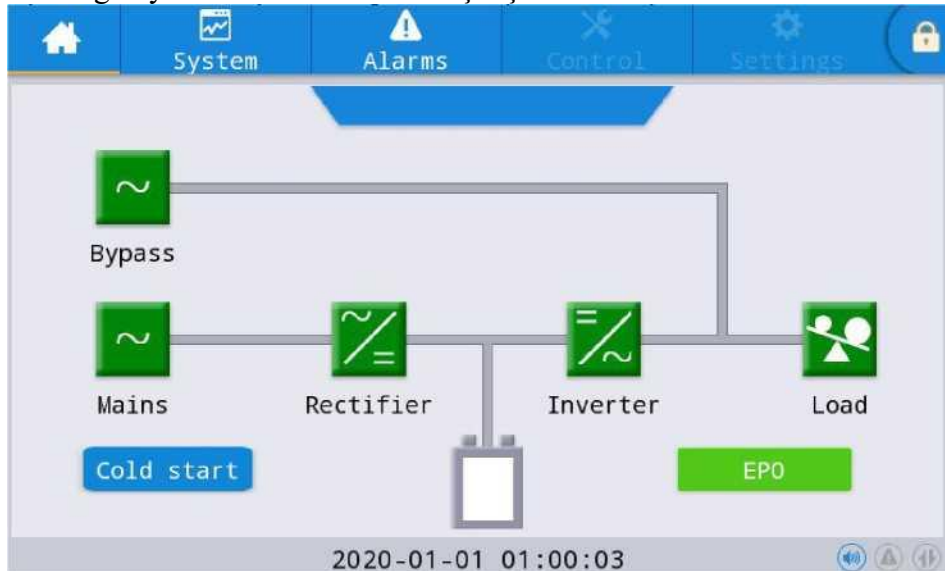 System Alarms Control Settings
Bypass
Mains Rectifier Inverter Load
Cold start EPO
2020-01-01 01:00:03